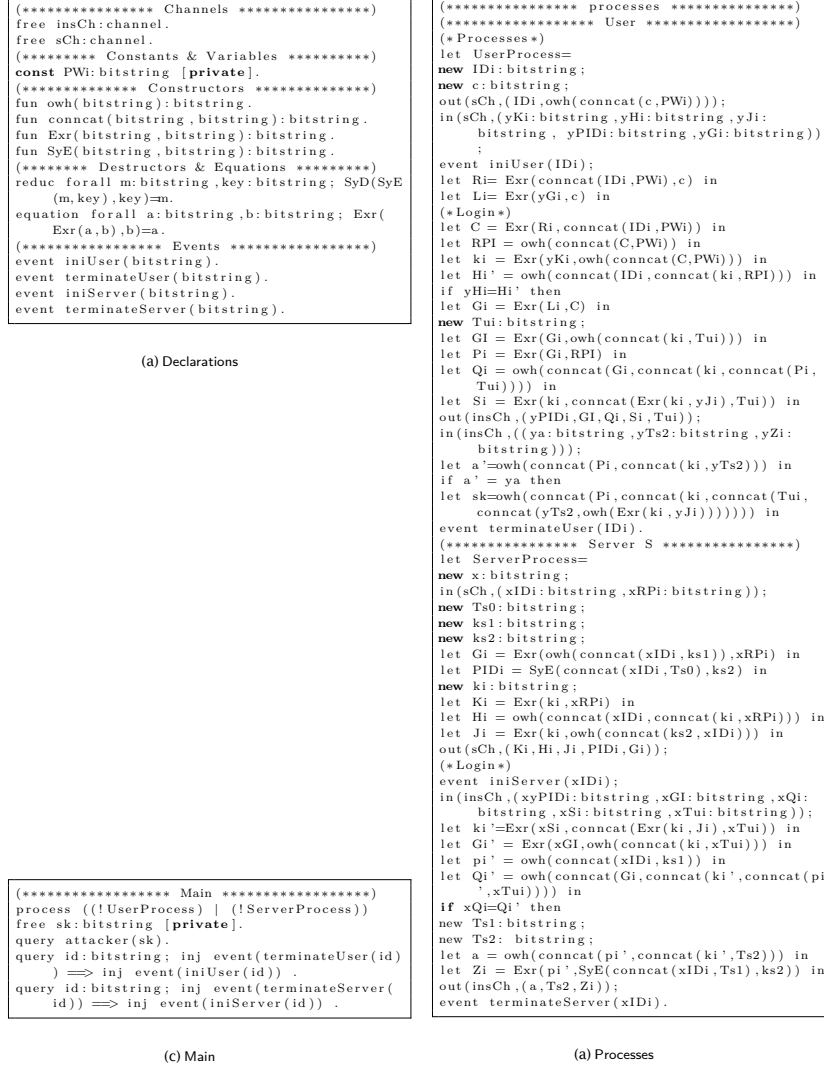 (**************** Channels ****************)
free insCh:channel.
free sCh:channel.
(********* Constants & Variables **********)
const PWi:bitstring [private].
(************** Constructors **************)
fun owh(bitstring):bitstring.
fun conncat(bitstring,bitstring):bitstring.
fun Exr(bitstring,bitstring):bitstring.
fun SyE(bitstring,bitstring):bitstring.
(******** Destructors & Equations *********)
reduc forall m:bitstring,key:bitstring; SyD(SyE
(m,key),key)=m.
equation forall a:bitstring,b:bitstring; Exr(
Exr(a,b),b)=a.
(***************** Events *****************)
event iniUser(bitstring).
event terminateUser(bitstring).
event iniServer(bitstring).
event terminateServer(bitstring).
(a) Declarations
(****************** Main ******************)
process ((!UserProcess) | (!ServerProcess))
free sk:bitstring [private].
query attacker(sk).
query id:bitstring; inj event(terminateUser(id)
) ==> inj event(iniUser(id)) .
query id:bitstring; inj event(terminateServer(
id)) ==> inj event(iniServer(id)) .
(c) Main
(**************** processes ***************)
(****************** User ******************)
(*Processes*)
let UserProcess=
new IDi:bitstring;
new c:bitstring;
out(sCh,(IDi,owh(conncat(c,PWi))));
in(sCh,(yKi:bitstring,yHi:bitstring,yJi:
bitstring, yPIDi:bitstring,yGi:bitstring))
;
event iniUser(IDi);
let Ri= Exr(conncat(IDi,PWi),c) in
let Li= Exr(yGi,c) in
(*Login*)
let C = Exr(Ri,conncat(IDi,PWi)) in
let RPI = owh(conncat(C,PWi)) in
let ki = Exr(yKi,owh(conncat(C,PWi))) in
let Hi' = owh(conncat(IDi,conncat(ki,RPI))) in
if yHi=Hi' then
let Gi = Exr(Li,C) in
new Tui:bitstring;
let GI = Exr(Gi,owh(conncat(ki,Tui))) in
let Pi = Exr(Gi,RPI) in
let Qi = owh(conncat(Gi,conncat(ki,conncat(Pi,
Tui)))) in
let Si = Exr(ki,conncat(Exr(ki,yJi),Tui)) in
out(insCh,(yPIDi,GI,Qi,Si,Tui));
in(insCh,((ya:bitstring,yTs2:bitstring,yZi:
bitstring)));
let a'=owh(conncat(Pi,conncat(ki,yTs2))) in
if a' = ya then
let sk=owh(conncat(Pi,conncat(ki,conncat(Tui,
conncat(yTs2,owh(Exr(ki,yJi))))))) in
event terminateUser(IDi).
(**************** Server S ****************)
let ServerProcess=
new x:bitstring;
in(sCh,(xIDi:bitstring,xRPi:bitstring));
new Ts0:bitstring;
new ks1:bitstring;
new ks2:bitstring;
let Gi = Exr(owh(conncat(xIDi,ks1)),xRPi) in
let PIDi = SyE(conncat(xIDi,Ts0),ks2) in
new ki:bitstring;
let Ki = Exr(ki,xRPi) in
let Hi = owh(conncat(xIDi,conncat(ki,xRPi))) in
let Ji = Exr(ki,owh(conncat(ks2,xIDi))) in
out(sCh,(Ki,Hi,Ji,PIDi,Gi));
(*Login*)
event iniServer(xIDi);
in(insCh,(xyPIDi:bitstring,xGI:bitstring,xQi:
bitstring,xSi:bitstring,xTui:bitstring));
let ki'=Exr(xSi,conncat(Exr(ki,Ji),xTui)) in
let Gi' = Exr(xGI,owh(conncat(ki,xTui))) in
let pi' = owh(conncat(xIDi,ks1)) in
let Qi' = owh(conncat(Gi,conncat(ki',conncat(pi
',xTui)))) in
if xQi=Qi' then
new Ts1:bitstring;
new Ts2: bitstring;
let a = owh(conncat(pi',conncat(ki',Ts2))) in
let Zi = Exr(pi',SyE(conncat(xIDi,Ts1),ks2)) in
out(insCh,(a,Ts2,Zi));
event terminateServer(xIDi).
(a) Processes